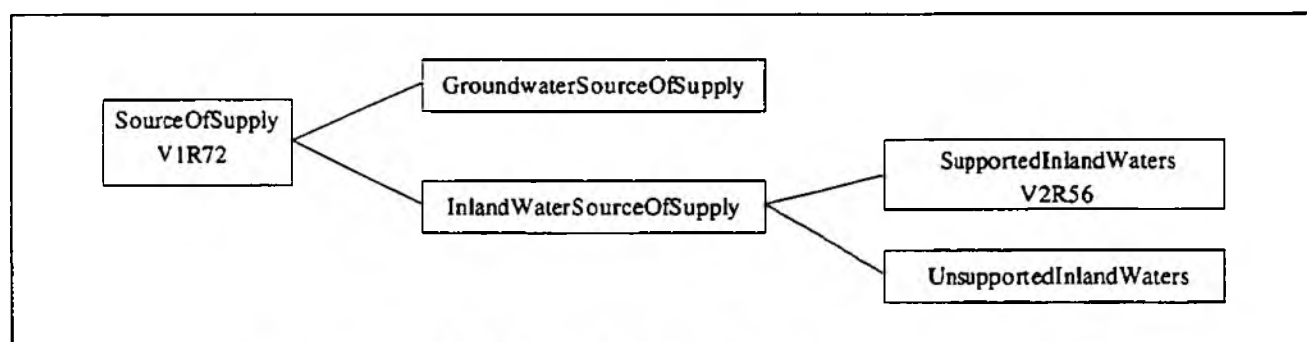 GroundwaterSourceOfSupply
SourceOfSupply
V1R72
SupportedInlandWaters
V2R56
InlandWaterSourceOfSupply
UnsupportedInlandWaters